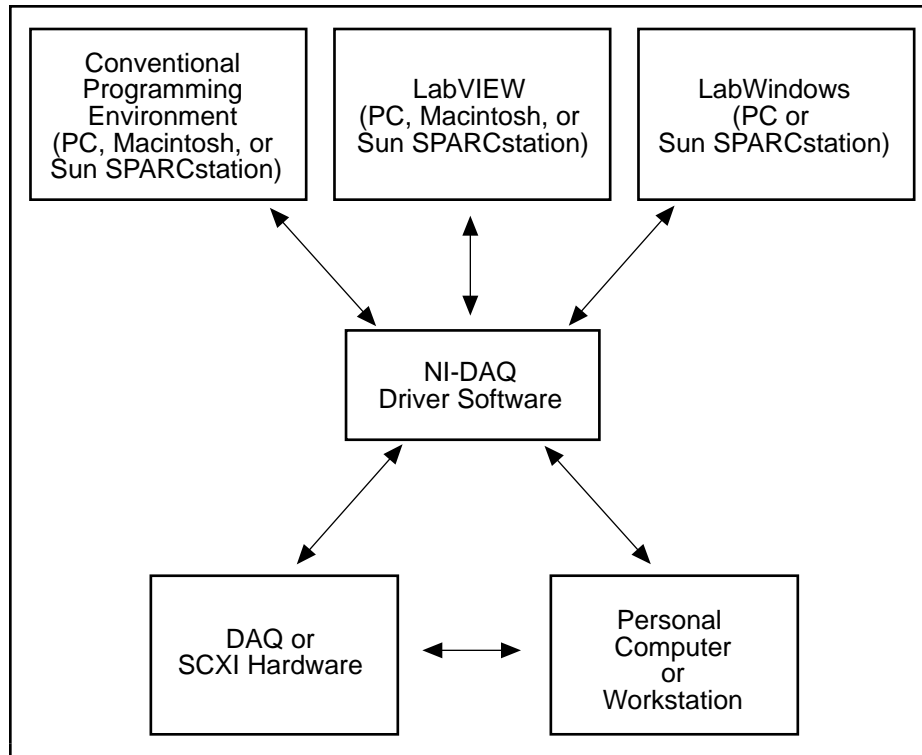 Conventional
Programming
Environment
(PC, Macintosh, or
Sun SPARCstation)
LabVIEW
(PC, Macintosh, or
Sun SPARCstation)
LabWindows
(PC or
Sun SPARCstation)
NI-DAQ
Driver Software
DAQ or
SCXI Hardware
Personal
Computer
or
Workstation